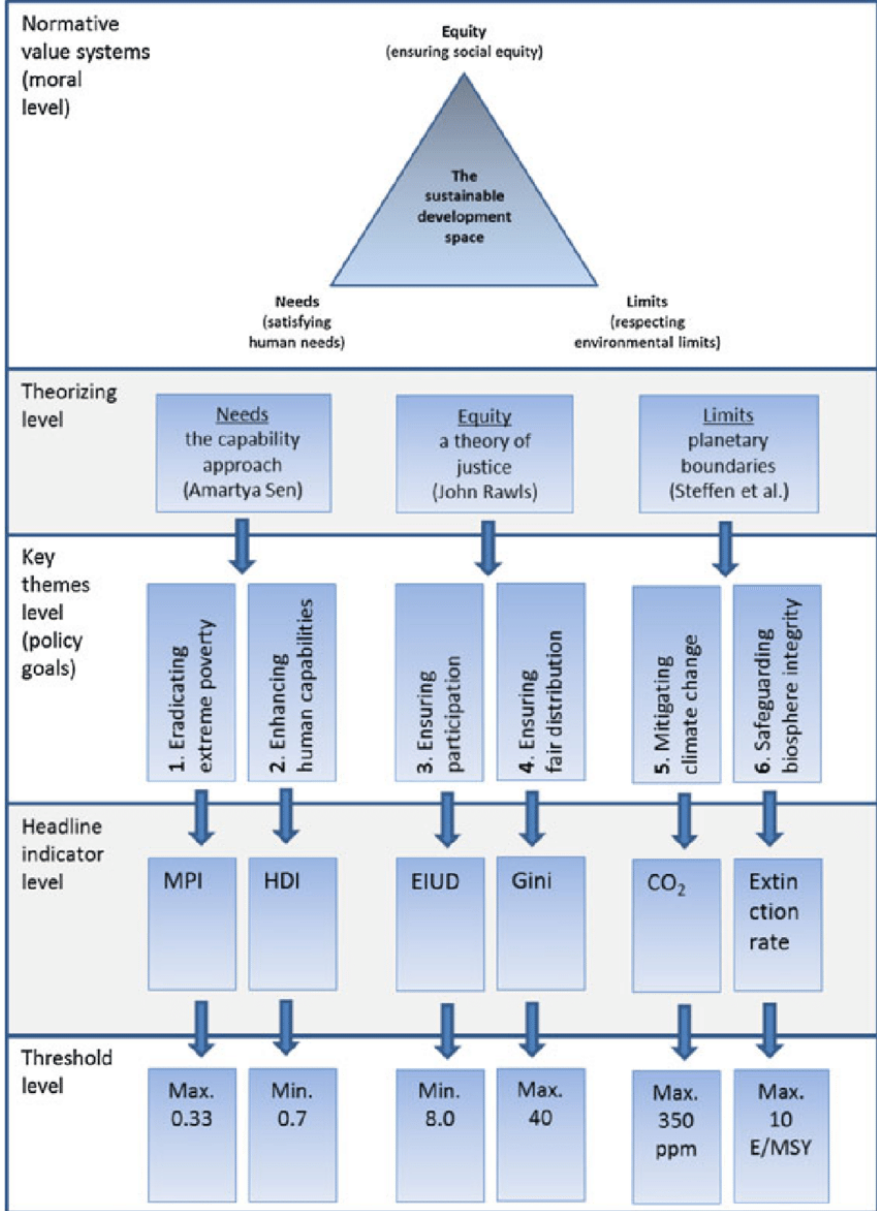 Normative
value systems
(moral
level)
Equity
(ensuring social equity)
The
sustainable
development
space
Needs
(satisfying
human needs)
Limits
(respecting
environmental limits)
Theorizing
level
Needs
the capability
approach
(Amartya Sen)
Equity
a theory of
justice
(John Rawls)
Limits
planetary
boundaries
(Steffen et al.)
Key
themes
level
(policy
goals)
1. Eradicating
extreme poverty
2. Enhancing
human capabilities
3. Ensuring
participation
4. Ensuring
fair distribution
5. Mitigating
climate change
6. Safeguarding
biosphere integrity
Headline
indicator
level
MPI
HDI
EIUD
Gini
CO₂
Extin
ction
rate
Threshold
level
Max.
0.33
Min.
0.7
Min.
8.0
Max.
40
Max.
350
ppm
Max.
10
E/MSY